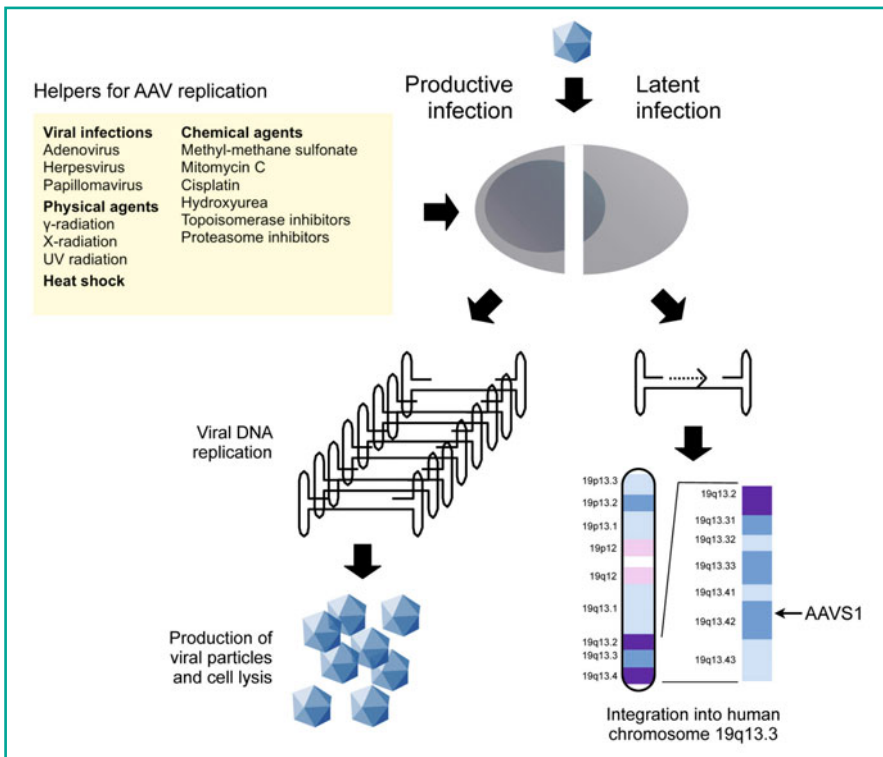 Productive
infection
Latent
infection
Helpers for AAV replication
Viral infections
Adenovirus
Herpesvirus
Papillomavirus
Physical agents
γ-radiation
X-radiation
UV radiation
Heat shock
Chemical agents
Methyl-methane sulfonate
Mitomycin C
Cisplatin
Hydroxyurea
Topoisomerase inhibitors
Proteasome inhibitors
Viral DNA
replication
Production of
viral particles
and cell lysis
19p13.3
19p13.2
19p13.1
19p12
19q12
19q13.1
19q13.2
19q13.3
19q13.4
19q13.2
19q13.31
19q13.32
19q13.33
19q13.41
19q13.42
19q13.43
AAVS1
Integration into human
chromosome 19q13.3